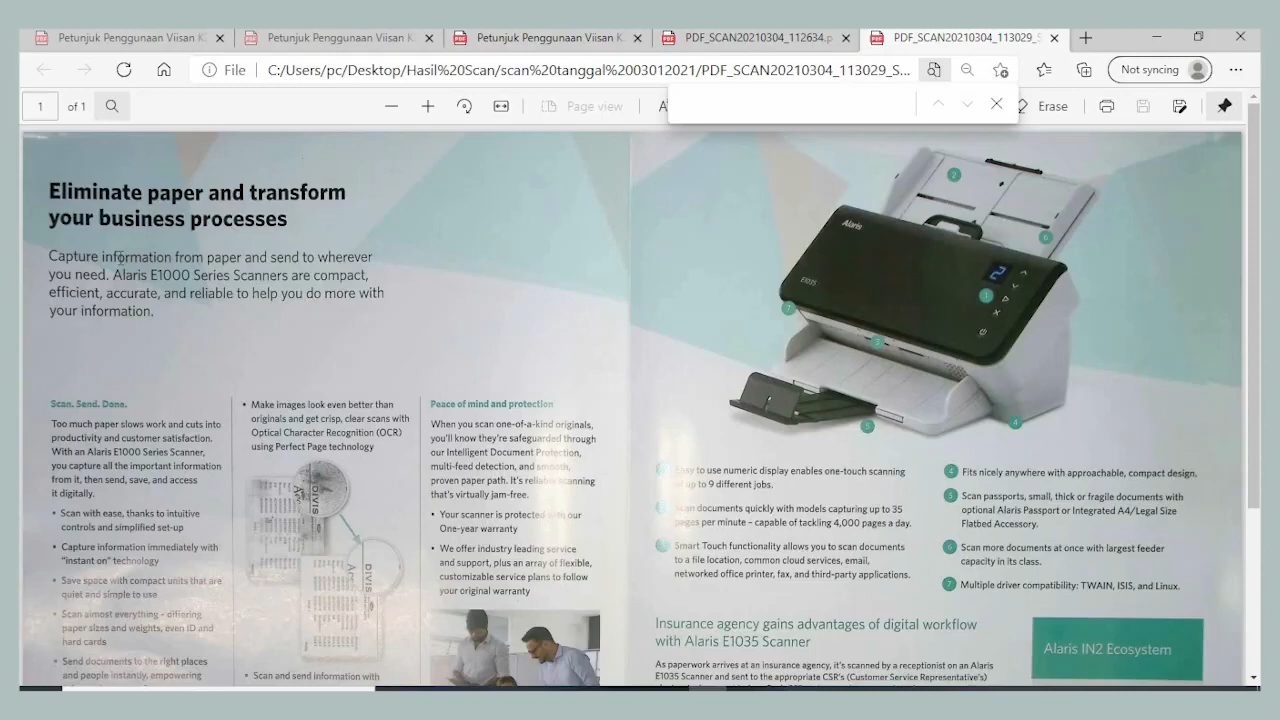 Petunjuk Penggunaan Viisan K
Petunjuk Penggunaan Viisan K
Petunjuk Penggunaan Viisan K
PDF_SCAN20210304_112634.p
PDF_SCAN20210304_113029_S
File
C:/Users/pc/Desktop/Hasil%20Scan/scan%20tanggal%2003012021/PDF_SCAN20210304_113029_S...
Not syncing
1 of 1
Page view
Erase
Eliminate paper and transform
your business processes
Capture information from paper and send to wherever
you need. Alaris E1000 Series Scanners are compact,
efficient, accurate, and reliable to help you do more with
your information.
Scan. Send. Done.
Too much paper slows work and cuts into
productivity and customer satisfaction.
With an Alaris E1000 Series Scanner,
you capture all the important information
from it, then send, save, and access
it digitally.
• Scan with ease, thanks to intuitive
controls and simplified set-up
• Capture information immediately with
"instant on" technology
• Save space with compact units that are
quiet and simple to use
• Scan almost everything – differing
paper sizes and weights, even ID and
hard cards
• Send documents to the right places
and people instantly, empowering
• Make images look even better than
originals and get crisp, clear scans with
Optical Character Recognition (OCR)
using Perfect Page technology
DIVIS
DIVIS
• Scan and send information with
Peace of mind and protection
When you scan one-of-a-kind originals,
you'll know they're safeguarded through
our Intelligent Document Protection,
multi-feed detection, and smooth,
proven paper path. It's reliable scanning
that's virtually jam-free.
• Your scanner is protected with our
One-year warranty
• We offer industry leading service
and support, plus an array of flexible,
customizable service plans to follow
your original warranty
Alaris
E1035
2
2
6
1
7
3
5
4
Easy to use numeric display enables one-touch scanning
of up to 9 different jobs.
Scan documents quickly with models capturing up to 35
pages per minute – capable of tackling 4,000 pages a day.
Smart Touch functionality allows you to scan documents
to a file location, common cloud services, email,
networked office printer, fax, and third-party applications.
4 Fits nicely anywhere with approachable, compact design.
5 Scan passports, small, thick or fragile documents with
optional Alaris Passport or Integrated A4/Legal Size
Flatbed Accessory.
6 Scan more documents at once with largest feeder
capacity in its class.
7 Multiple driver compatibility: TWAIN, ISIS, and Linux.
Insurance agency gains advantages of digital workflow
with Alaris E1035 Scanner
As paperwork arrives at an insurance agency, it's scanned by a receptionist on an Alaris
E1035 Scanner and sent to the appropriate CSR's (Customer Service Representative's)
Alaris IN2 Ecosystem